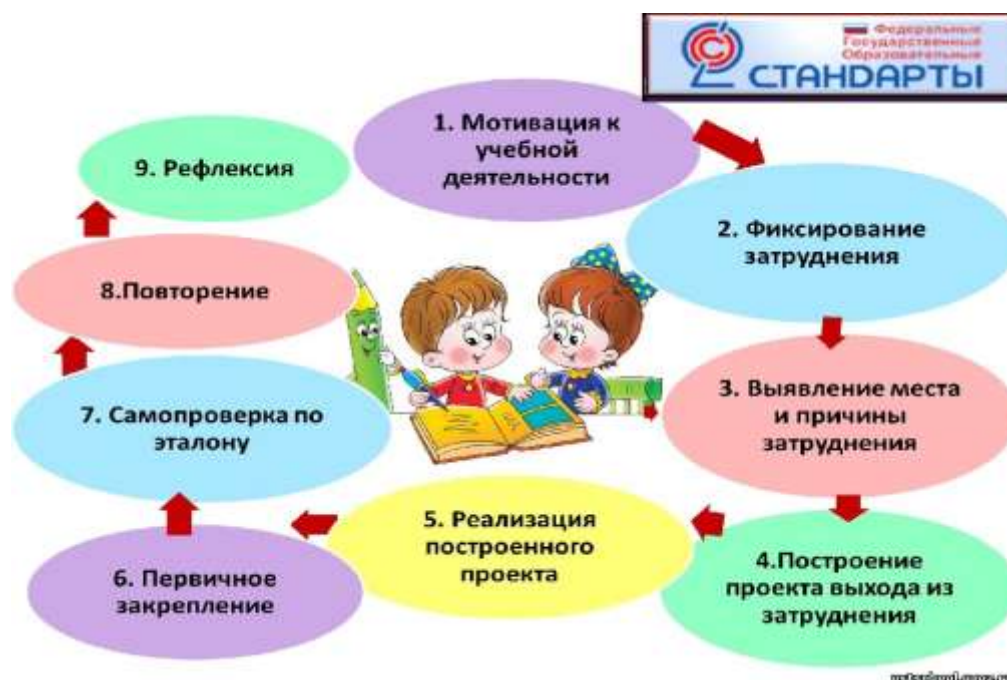 Федеральные
Государственные
Образовательные
СТАНДАРТЫ
1. Мотивация к
учебной
деятельности
2. Фиксирование
затруднения
3. Выявление места
и причины
затруднения
4.Построение
проекта выхода из
затруднения
5. Реализация
построенного
проекта
6. Первичное
закрепление
7. Самопроверка по
эталону
8.Повторение
9. Рефлексия